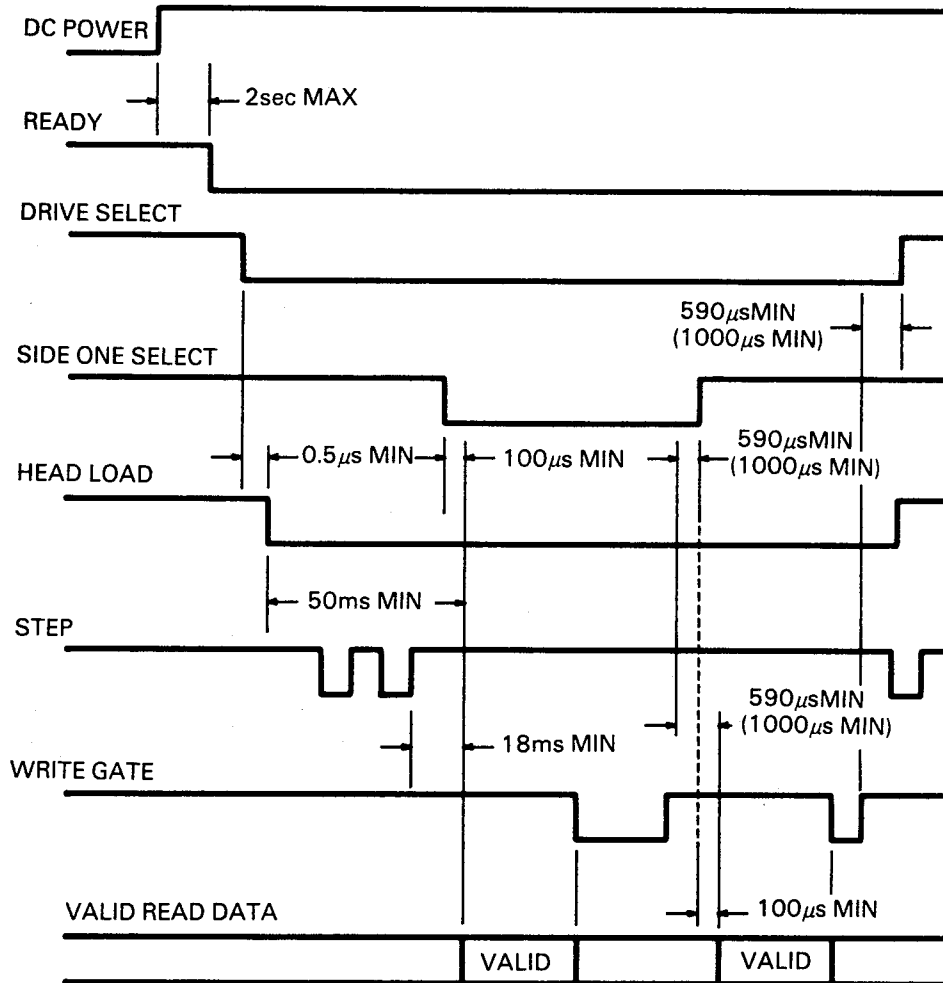 DC POWER
2sec MAX
READY
DRIVE SELECT
590μsMIN
(1000μs MIN)
SIDE ONE SELECT
0.5μs MIN
100μs MIN
590μsMIN
(1000μs MIN)
HEAD LOAD
50ms MIN
STEP
590μsMIN
(1000μs MIN)
18ms MIN
WRITE GATE
100μs MIN
VALID READ DATA
VALID
VALID